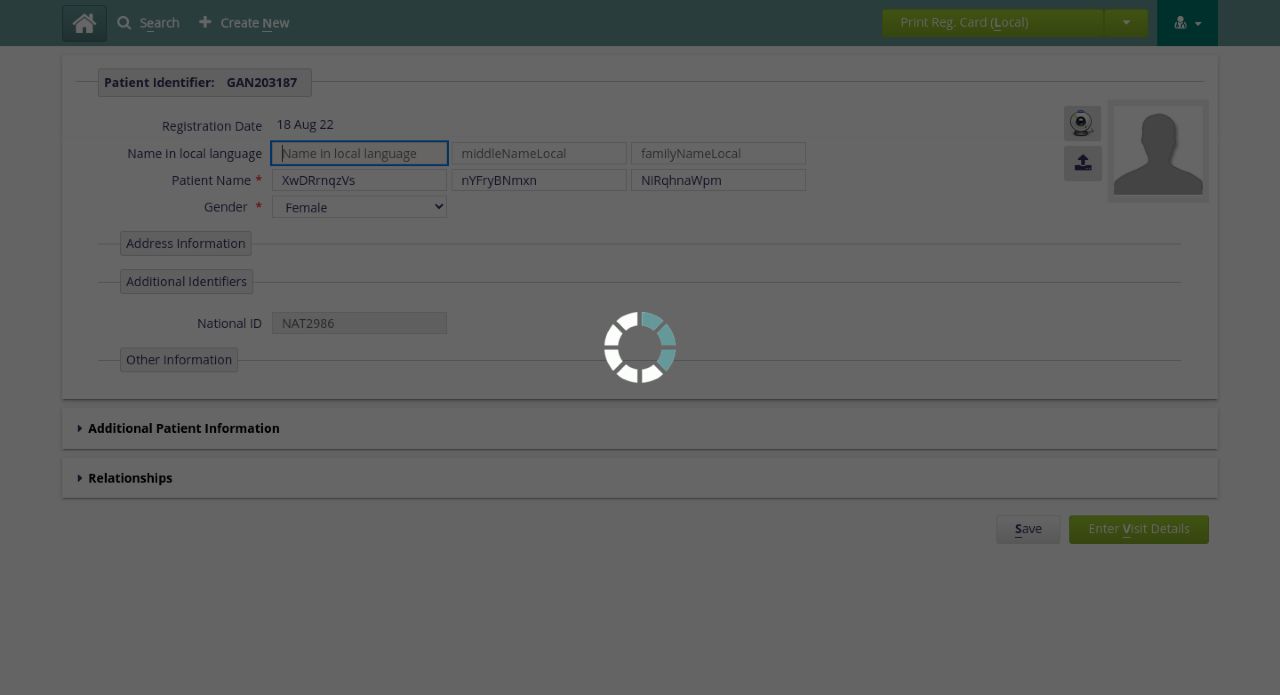 Search
Create New
Print Reg. Card (Local)
Patient Identifier: GAN203187
Registration Date 18 Aug 22
Name in local language Name in local language middleNameLocal familyNameLocal
Patient Name * XwDRrnqzVs nYFryBNmxn NiRqhnaWpm
Gender * Female
Address Information
Additional Identifiers
National ID NAT2986
Other Information
Additional Patient Information
Relationships
Save Enter Visit Details